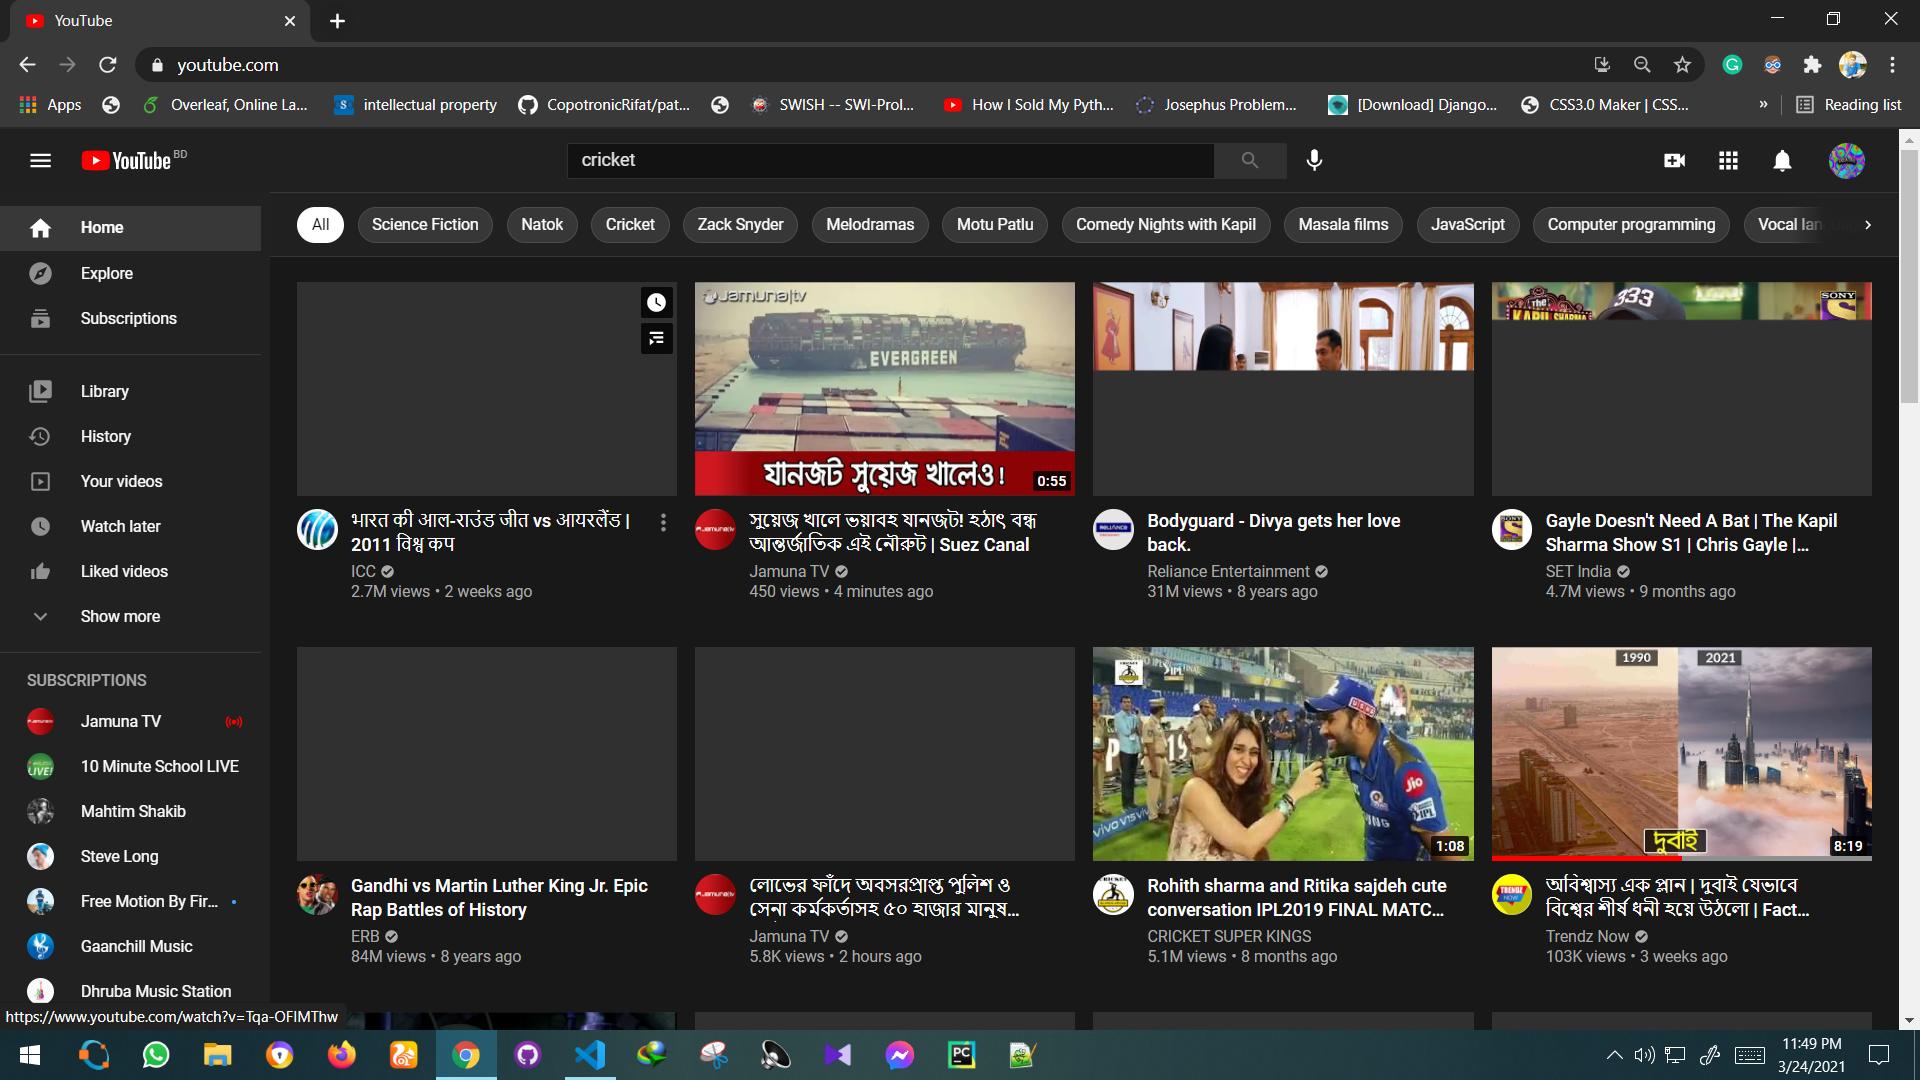 YouTube
youtube.com
Apps
Overleaf, Online La...
intellectual property
CopotronicRifat/pat...
SWISH -- SWI-Prol...
How I Sold My Pyth...
Josephus Problem...
[Download] Django...
CSS3.0 Maker | CSS...
»
Reading list
YouTube BD
cricket
Home
Explore
Subscriptions
Library
History
Your videos
Watch later
Liked videos
Show more
SUBSCRIPTIONS
Jamuna TV
10 Minute School LIVE
Mahtim Shakib
Steve Long
Free Motion By Fir...
Gaanchill Music
Dhruba Music Station
All
Science Fiction
Natok
Cricket
Zack Snyder
Melodramas
Motu Patlu
Comedy Nights with Kapil
Masala films
JavaScript
Computer programming
Vocal lan
भारत की आल-राउंड जीत vs आयरलैंड |
2011 विश्व कप
ICC
2.7M views • 2 weeks ago
Jamuna|tv
EVERGREEN
যানজট সুয়েজ খালেও!
0:55
সুয়েজ খালে ভয়াবহ যানজট! হঠাৎ বন্ধ
আন্তর্জাতিক এই নৌরুট | Suez Canal
Jamuna TV
450 views • 4 minutes ago
Bodyguard - Divya gets her love
back.
Reliance Entertainment
31M views • 8 years ago
The
KAPIL SHARMA
333
SONY
Gayle Doesn't Need A Bat | The Kapil
Sharma Show S1 | Chris Gayle |...
SET India
4.7M views • 9 months ago
Gandhi vs Martin Luther King Jr. Epic
Rap Battles of History
ERB
84M views • 8 years ago
লোভের ফাঁদে অবসরপ্রাপ্ত পুলিশ ও
সেনা কর্মকর্তাসহ ৫০ হাজার মানুষ...
Jamuna TV
5.8K views • 2 hours ago
Jio
1:08
Rohith sharma and Ritika sajdeh cute
conversation IPL2019 FINAL MATC...
CRICKET SUPER KINGS
5.1M views • 8 months ago
1990
2021
দুবাই
8:19
অবিশ্বাস্য এক প্লান | দুবাই যেভাবে
বিশ্বের শীর্ষ ধনী হয়ে উঠলো | Fact...
Trendz Now
103K views • 3 weeks ago
https://www.youtube.com/watch?v=Tqa-OFIMThw
11:49 PM
3/24/2021